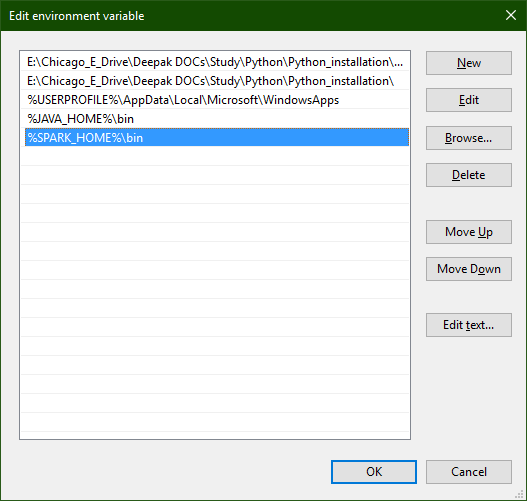 Edit environment variable
E:\Chicago_E_Drive\Deepak DOCs\Study\Python\Python_installation\...
E:\Chicago_E_Drive\Deepak DOCs\Study\Python\Python_installation\
%USERPROFILE%\AppData\Local\Microsoft\WindowsApps
%JAVA_HOME%\bin
%SPARK_HOME%\bin
New
Edit
Browse...
Delete
Move Up
Move Down
Edit text...
OK
Cancel